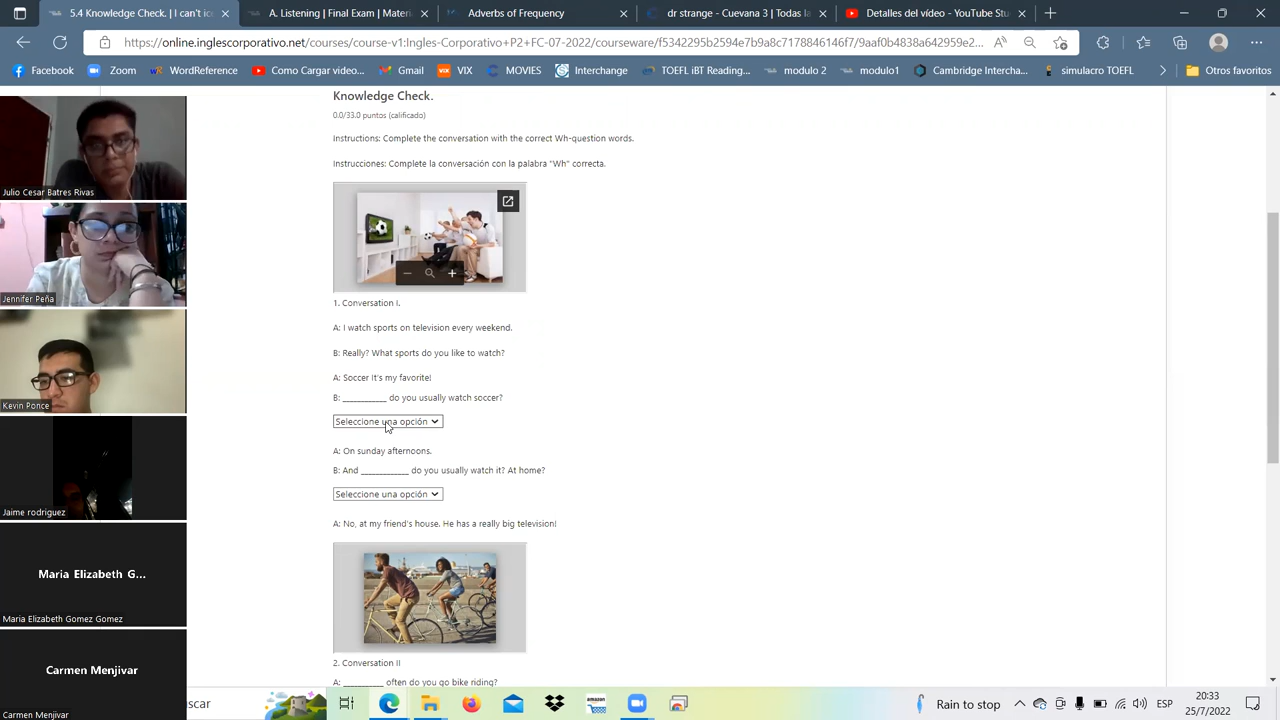 5.4 Knowledge Check | ¿can't ic
A. Listening | Final Exam | Ingl
Adverbs of Frequency
dr strange - Cuevana 3 | Todas la
Detalles del vídeo - YouTube Stu
https://online.inglescorporativo.net/courses/course-v1:Ingles-Corporativo+P2+FC-07-2022/courseware/f5342295b2594e7b9a8c7178846146f7/9aaf0b4838a642959e2...
Facebook
Zoom
WordReference
Como Cargar video...
Gmail
VIX
MOVIES
Interchange
TOEFL iBT Reading...
modulo 2
modulo1
Cambridge Intercha...
simulacro TOEFL
Otros favoritos
Knowledge Check.
0.0/33.0 puntos (calificado)
Instructions: Complete the conversation with the correct Wh-question words.
Instrucciones: Complete la conversación con la palabra "Wh" correcta.
1. Conversation I.
A: I watch sports on television every weekend.
B: Really? What sports do you like to watch?
A: Soccer It's my favorite!
B: __________ do you usually watch soccer?
Seleccione una opción
A: On sunday afternoons.
B: And ___________ do you usually watch it? At home?
Seleccione una opción
A: No, at my friend's house. He has a really big television!
2. Conversation II
A: _________ often do you go bike riding?
Julio Cesar Batres Rivas
Jennifer Peña
Kevin Ponce
Jaime rodriguez
Maria Elizabeth G...
Maria Elizabeth Gomez Gomez
Carmen Menjivar
Carmen Menjivar
scar
Rain to stop
ESP
20:33
25/7/2022